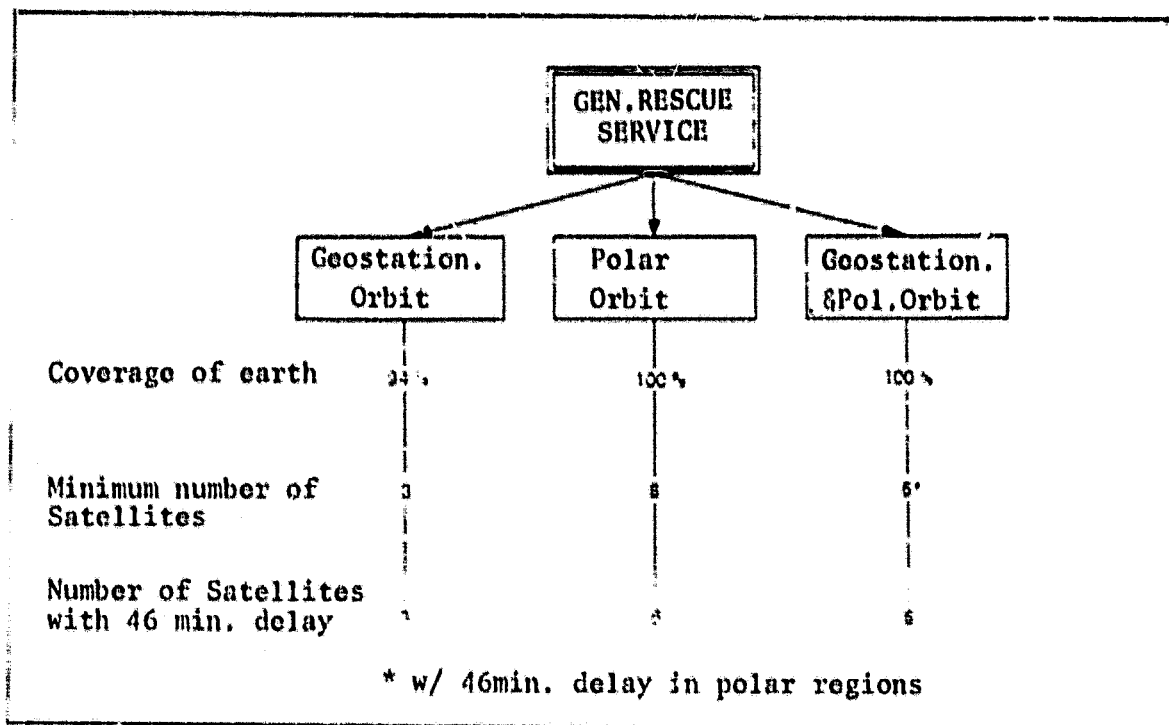 GEN.RESCUE
SERVICE
Geostation.
Orbit
Polar
Orbit
Geostation.
&Pol.Orbit
Coverage of earth
94% 100% 100%
Minimum number of
Satellites
Number of Satellites
with 46 min. delay
* w/ 46min. delay in polar regions